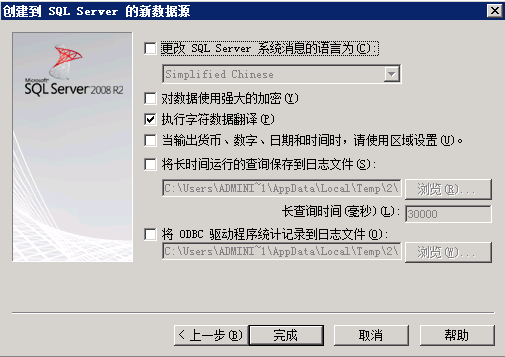 创建到 SQL Server 的新数据源
Microsoft
SQL Server 2008 R2
更改 SQL Server 系统消息的语言为(C):
Simplified Chinese
对数据使用强大的加密(Y)
执行字符数据翻译(P)
当输出货币、数字、日期和时间时，请使用区域设置(U)。
将长时间运行的查询保存到日志文件(S):
C:\Users\ADMINI~1\AppData\Local\Temp\2\
浏览(R)...
长查询时间(毫秒)(L):
30000
将 ODBC 驱动程序统计记录到日志文件(O):
C:\Users\ADMINI~1\AppData\Local\Temp\2\
浏览(W)...
< 上一步(B)
完成
取消
帮助